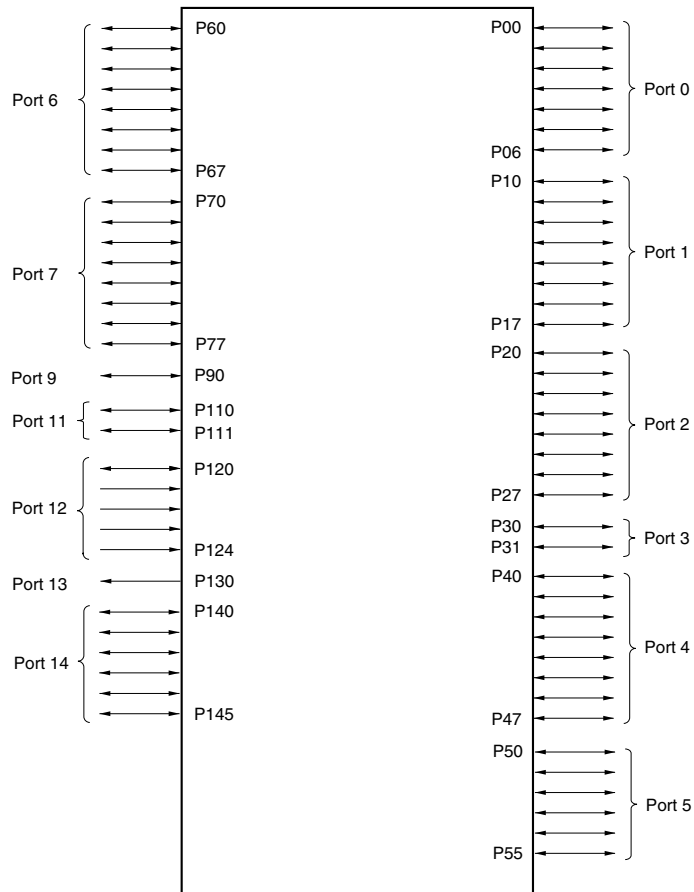 P60
Port 6
P67
P70
Port 7
P77
Port 9
P90
P110
Port 11
P111
P120
Port 12
P124
Port 13
P130
P140
Port 14
P145
P00
Port 0
P06
P10
Port 1
P17
P20
Port 2
P27
P30
Port 3
P31
P40
Port 4
P47
P50
Port 5
P55